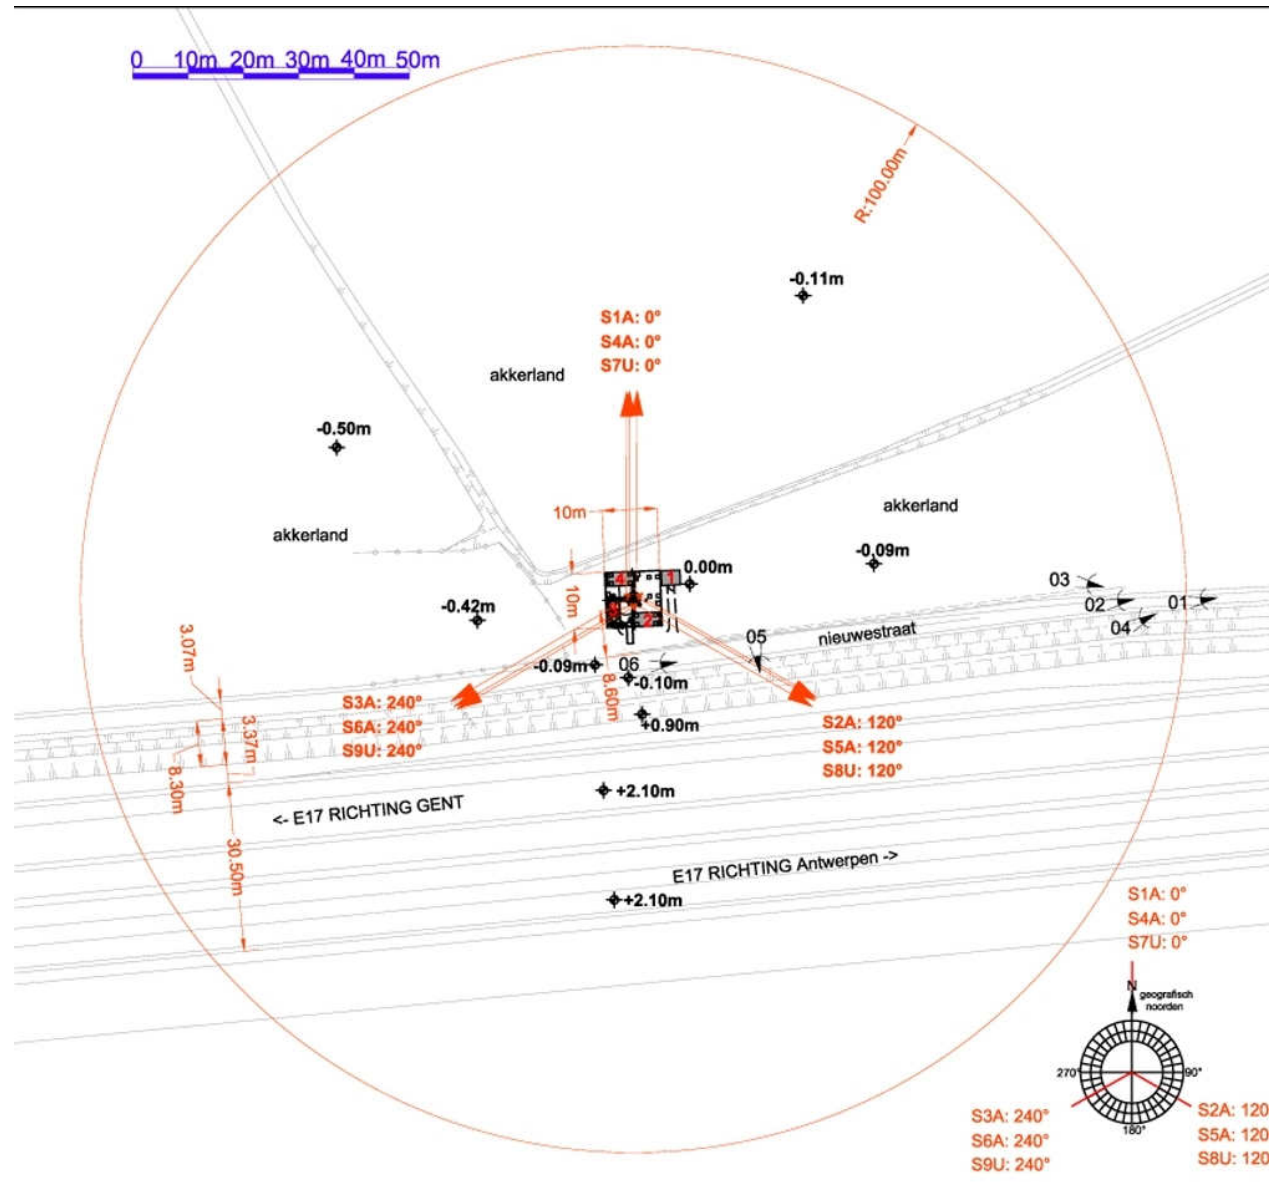 0 10m 20m 30m 40m 50m
R:100.00m
-0.11m
S1A: 0°
S4A: 0°
S7U: 0°
akkerland
-0.50m
10m
akkerland
akkerland
-0.09m
0.00m
4
1
2
10m
-0.42m
03
02
01
04
nieuwestraat
05
06
-0.09m
-0.10m
8.60m
+0.90m
3.07m
3.37m
8.30m
S3A: 240°
S6A: 240°
S9U: 240°
S2A: 120°
S5A: 120°
S8U: 120°
+2.10m
<- E17 RICHTING GENT
30.50m
E17 RICHTING Antwerpen ->
+2.10m
S1A: 0°
S4A: 0°
S7U: 0°
N
geografisch
noorden
270°
90°
180°
S3A: 240°
S6A: 240°
S9U: 240°
S2A: 120
S5A: 120
S8U: 120